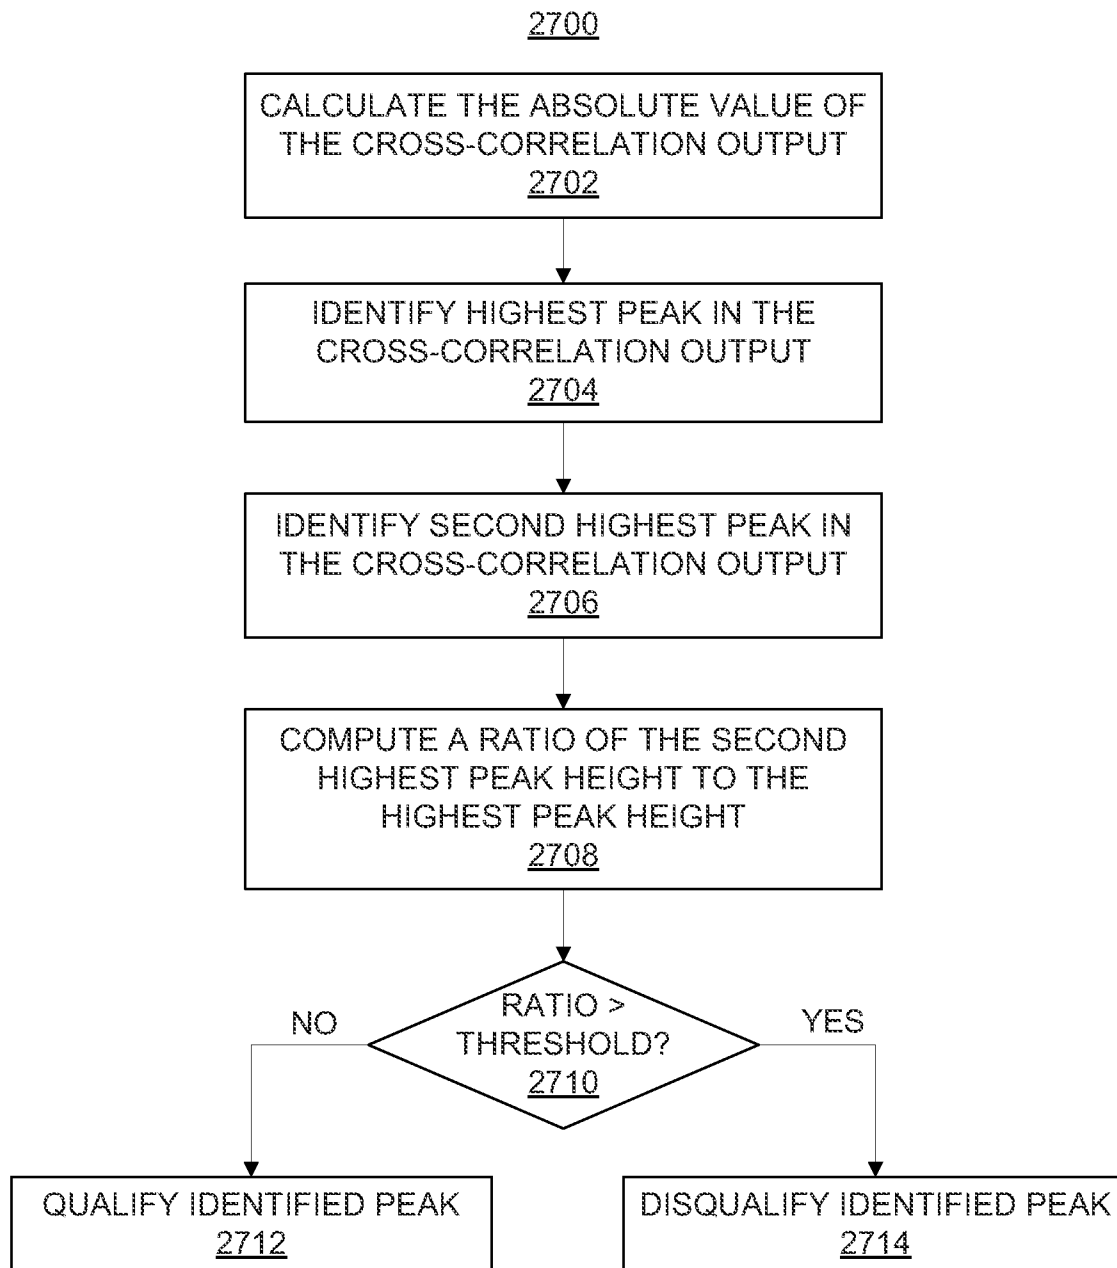 2700
CALCULATE THE ABSOLUTE VALUE OF
THE CROSS-CORRELATION OUTPUT
2702
IDENTIFY HIGHEST PEAK IN THE
CROSS-CORRELATION OUTPUT
2704
IDENTIFY SECOND HIGHEST PEAK IN
THE CROSS-CORRELATION OUTPUT
2706
COMPUTE A RATIO OF THE SECOND
HIGHEST PEAK HEIGHT TO THE
HIGHEST PEAK HEIGHT
2708
RATIO >
THRESHOLD?
2710
NO
YES
QUALIFY IDENTIFIED PEAK
2712
DISQUALIFY IDENTIFIED PEAK
2714